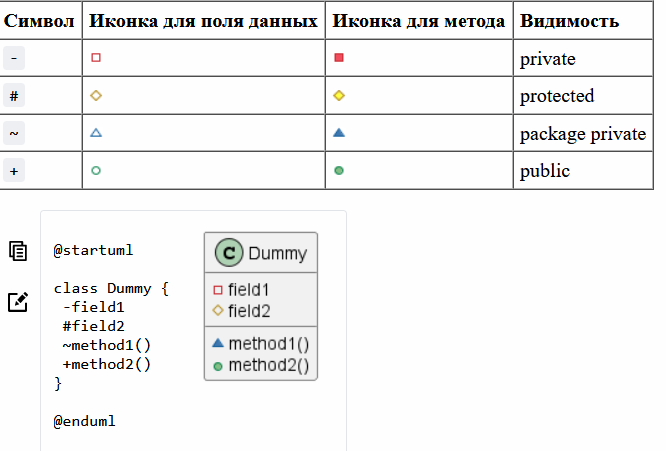 Символ Иконка для поля данных Иконка для метода Видимость
- private
# protected
~ package private
+ public
@startuml
class Dummy {
-field1
#field2
~method1()
+method2()
}
@enduml
C Dummy
field1
field2
method1()
method2()